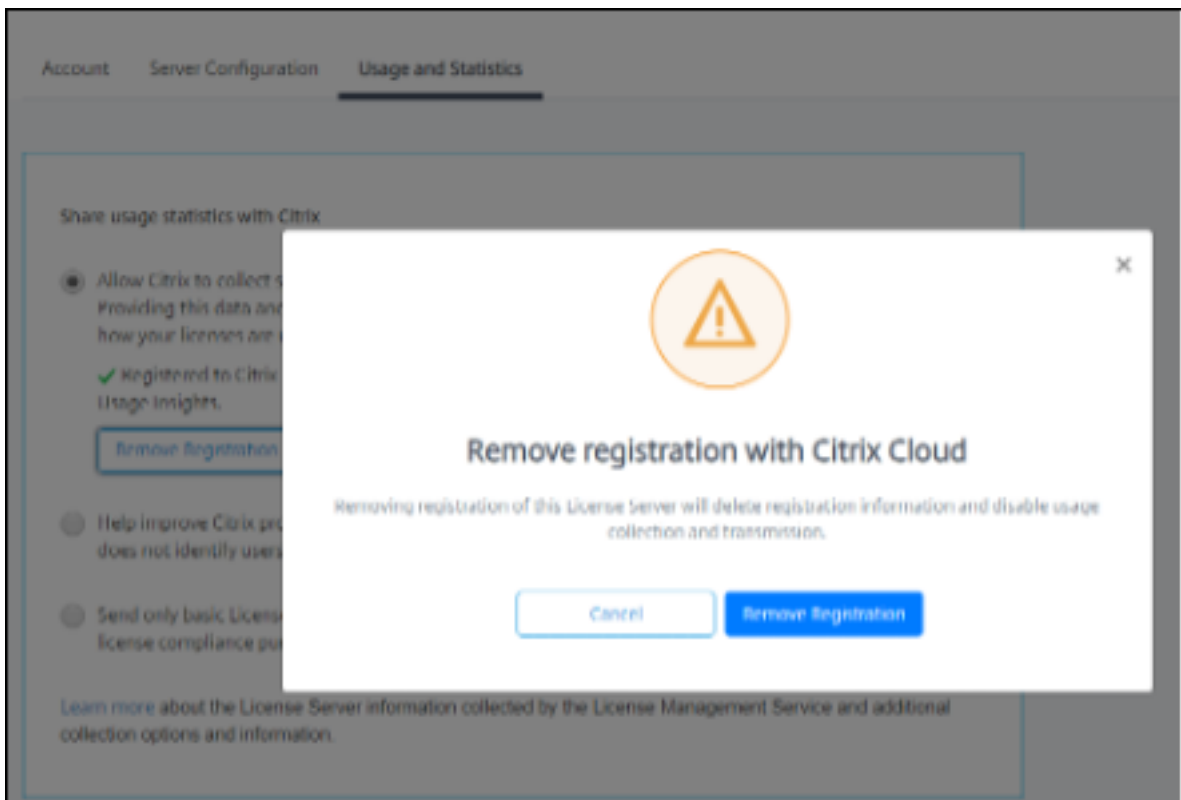 Account Server Configuration Usage and Statistics
Share usage statistics with Citrix
Allow Citrix to collect s
Providing this data and
how your licenses are
Registered to Citrix
Usage Insights.
Remove Registration
Help improve Citrix pro
does not identify users
Send only basic Licens
license compliance pu
Learn more about the License Server information collected by the License Management Service and additional
collection options and information.
×
Remove registration with Citrix Cloud
Removing registration of this License Server will delete registration information and disable usage
collection and transmission.
Cancel Remove Registration